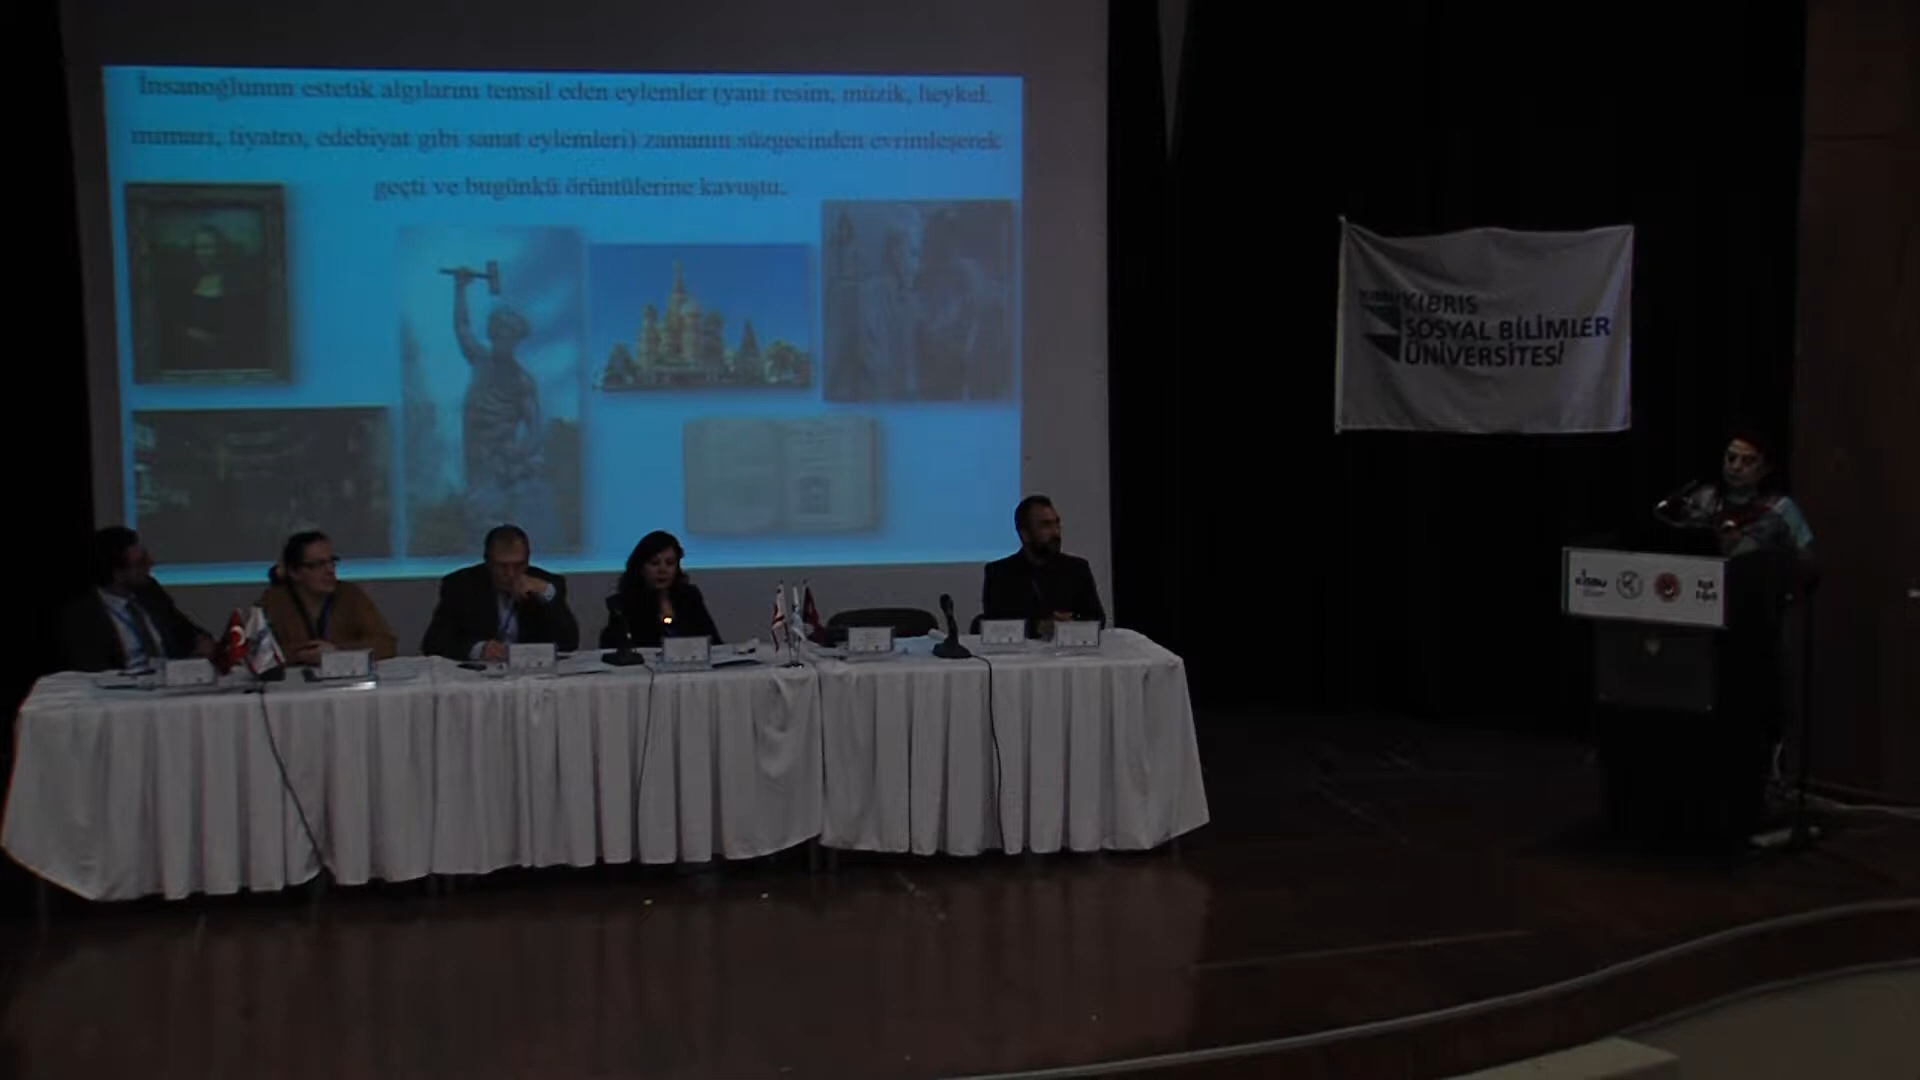 İnsanoğlunun estetik algılarını temsil eden eylemler (yani resim, müzik, heykel,
mimari, tiyatro, edebiyat gibi sanat eylemleri) zamanın süzgecinden evrimleşerek
geçti ve bugünkü örüntülerine kavuştu.
KIBRIS
SOSYAL BİLİMLER
ÜNİVERSİTESİ